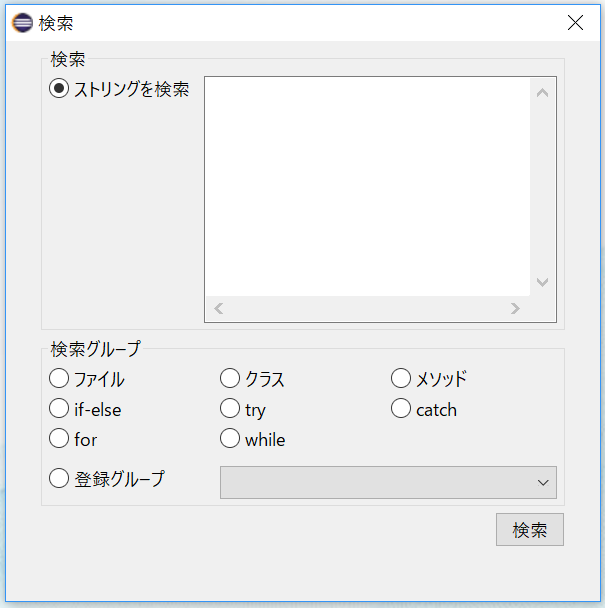 検索
検索
ストリングを検索
検索グループ
ファイル クラス メソッド
if-else try catch
for while
登録グループ
検索